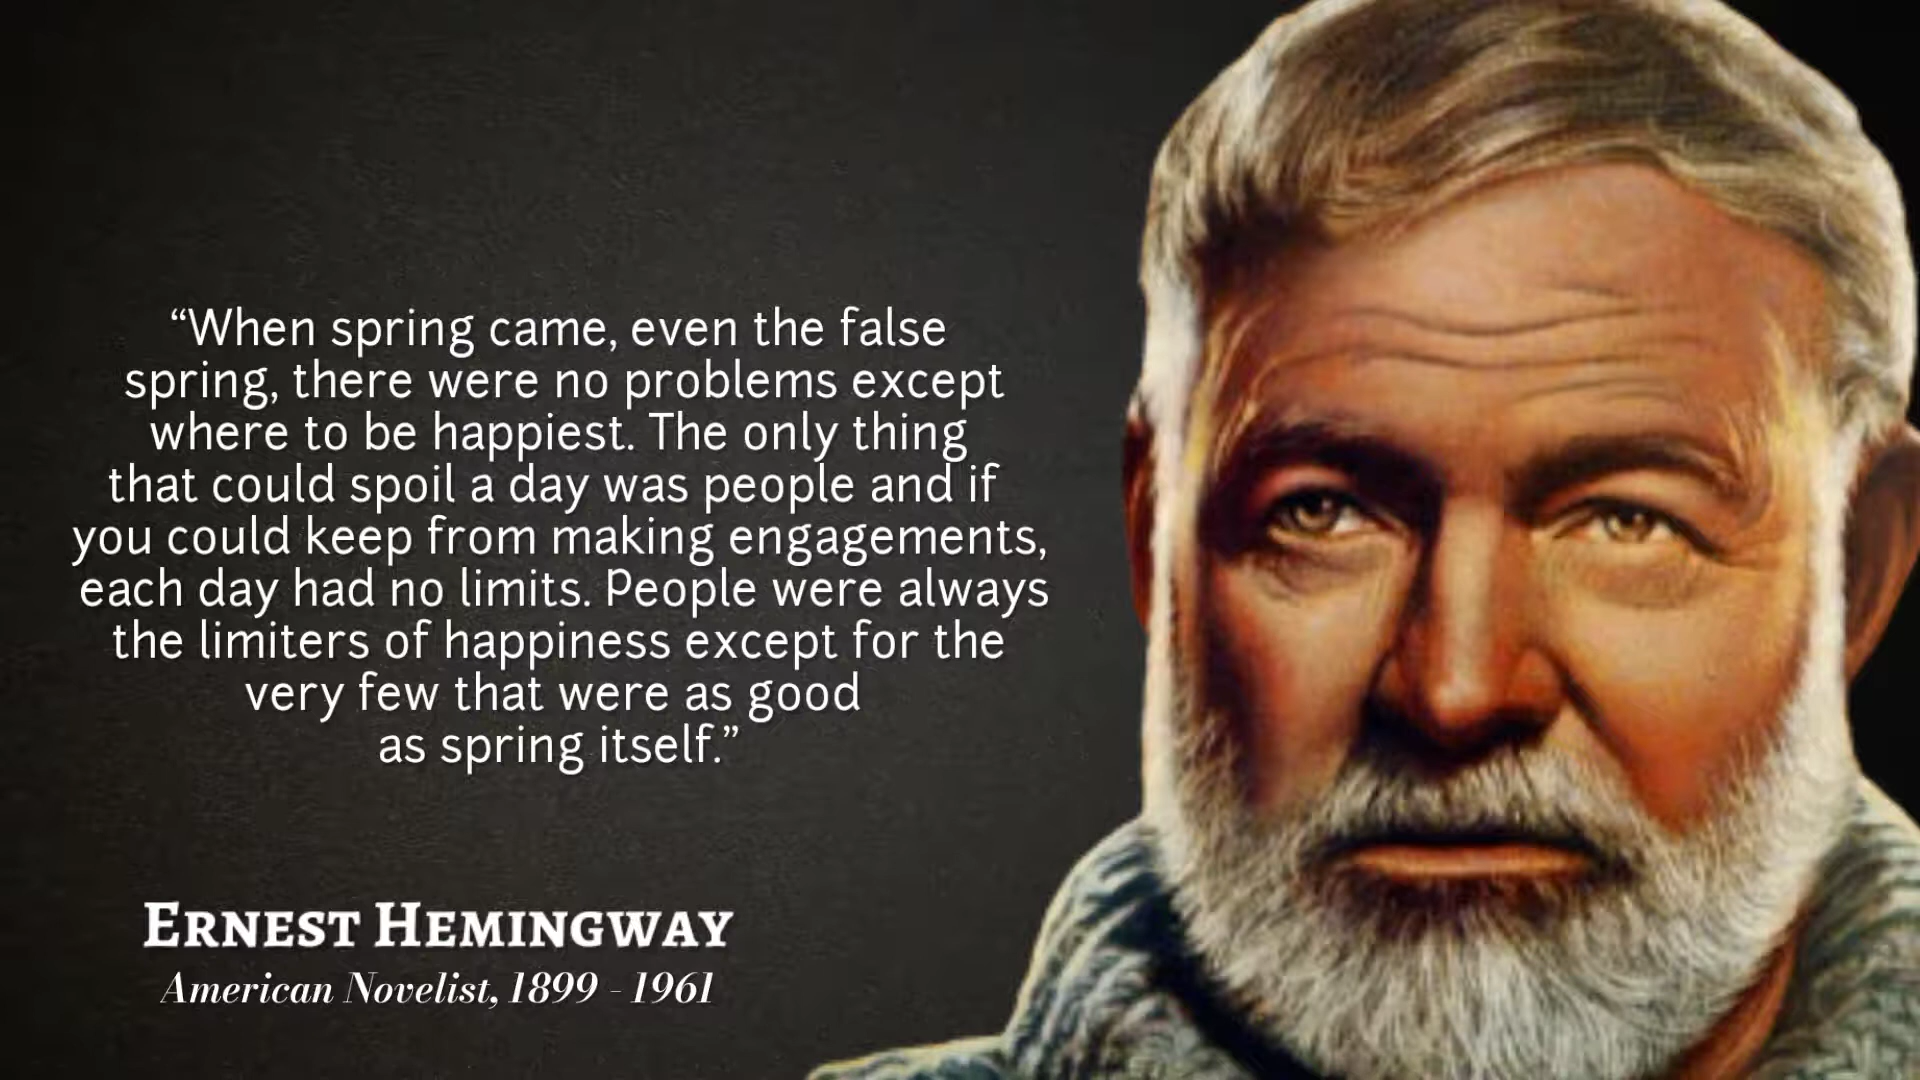 “When spring came, even the false
spring, there were no problems except
where to be happiest. The only thing
that could spoil a day was people and if
you could keep from making engagements,
each day had no limits. People were always
the limiters of happiness except for the
very few that were as good
as spring itself.”
Ernest Hemingway
American Novelist, 1899 - 1961